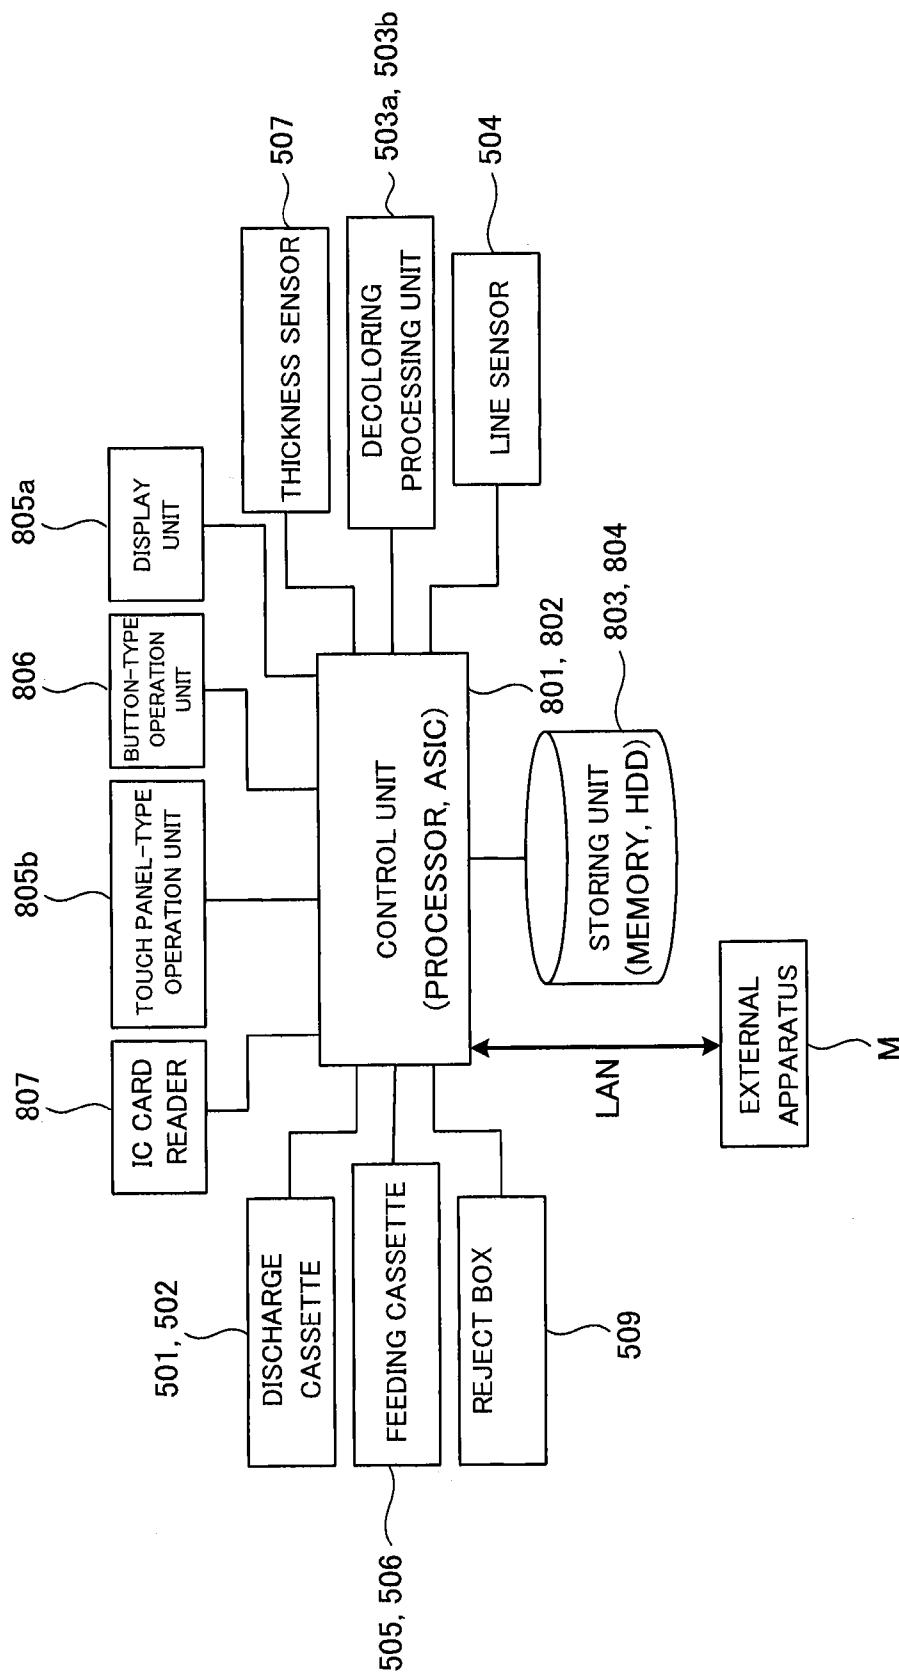 807
805b
806
805a
IC CARD
READER
TOUCH PANEL-TYPE
OPERATION UNIT
BUTTON-TYPE
OPERATION
UNIT
DISPLAY
UNIT
501, 502
DISCHARGE
CASSETTE
505, 506
FEEDING CASSETTE
REJECT BOX
509
CONTROL UNIT
(PROCESSOR, ASIC)
801, 802
THICKNESS SENSOR
507
DECOLORING
PROCESSING UNIT
503a, 503b
LINE SENSOR
504
LAN
EXTERNAL
APPARATUS
M
STORING UNIT
(MEMORY, HDD)
803, 804